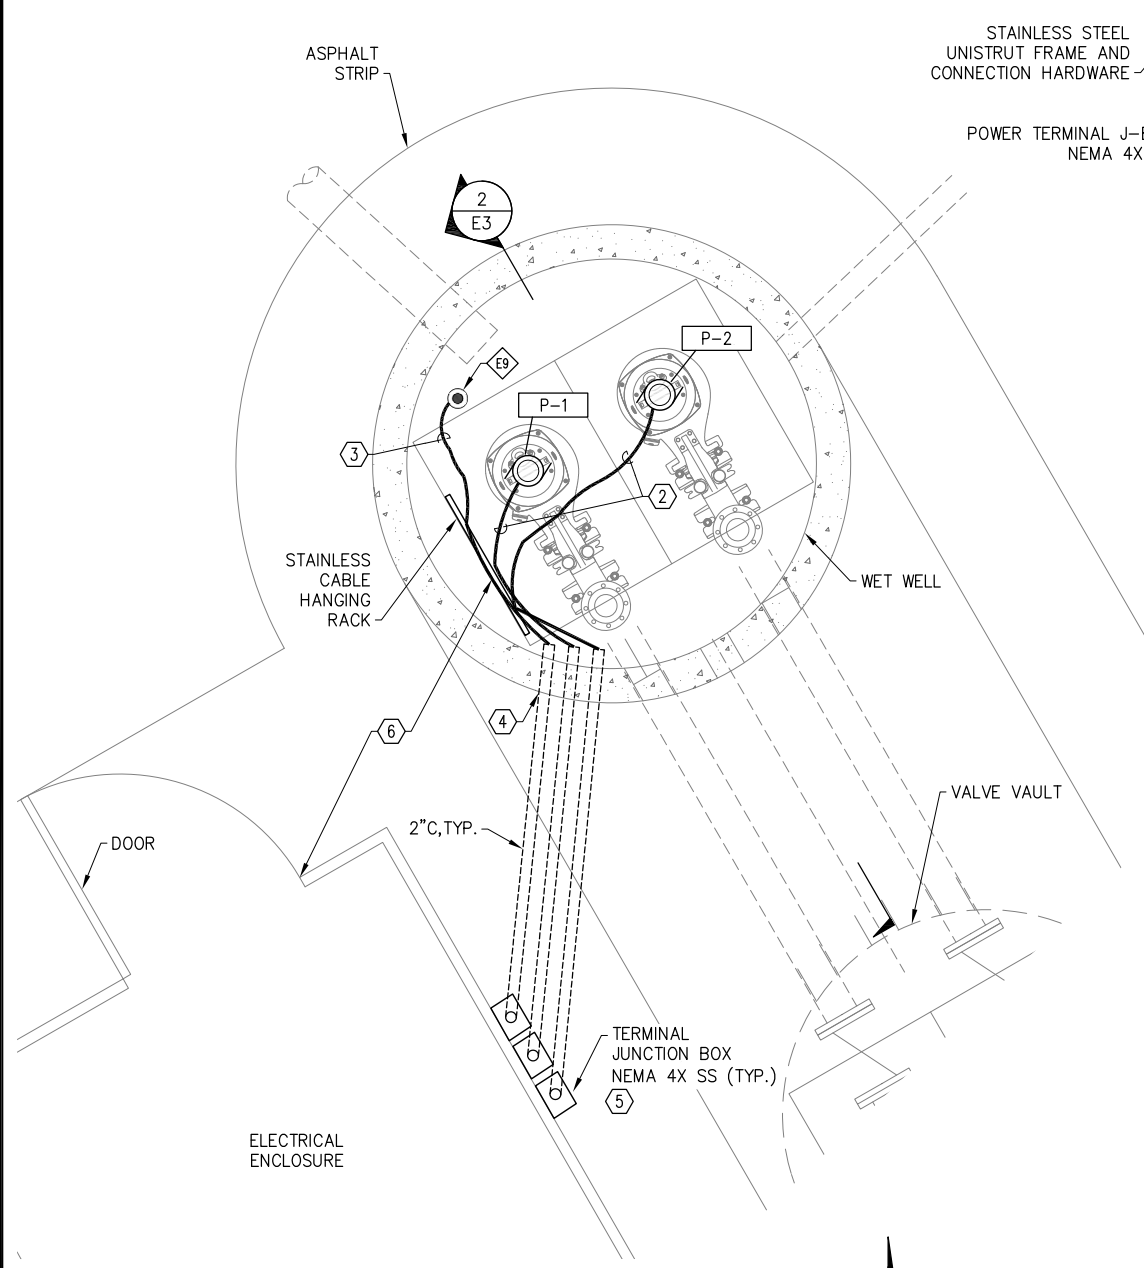 STAINLESS STEEL
UNISTRUT FRAME AND
CONNECTION HARDWARE
ASPHALT
STRIP
POWER TERMINAL J-B
NEMA 4X
2
E3
P-2
E9
P-1
3
2
STAINLESS
CABLE
HANGING
RACK
WET WELL
4
6
VALVE VAULT
2"C,TYP.
DOOR
TERMINAL
JUNCTION BOX
NEMA 4X SS (TYP.)
5
ELECTRICAL
ENCLOSURE